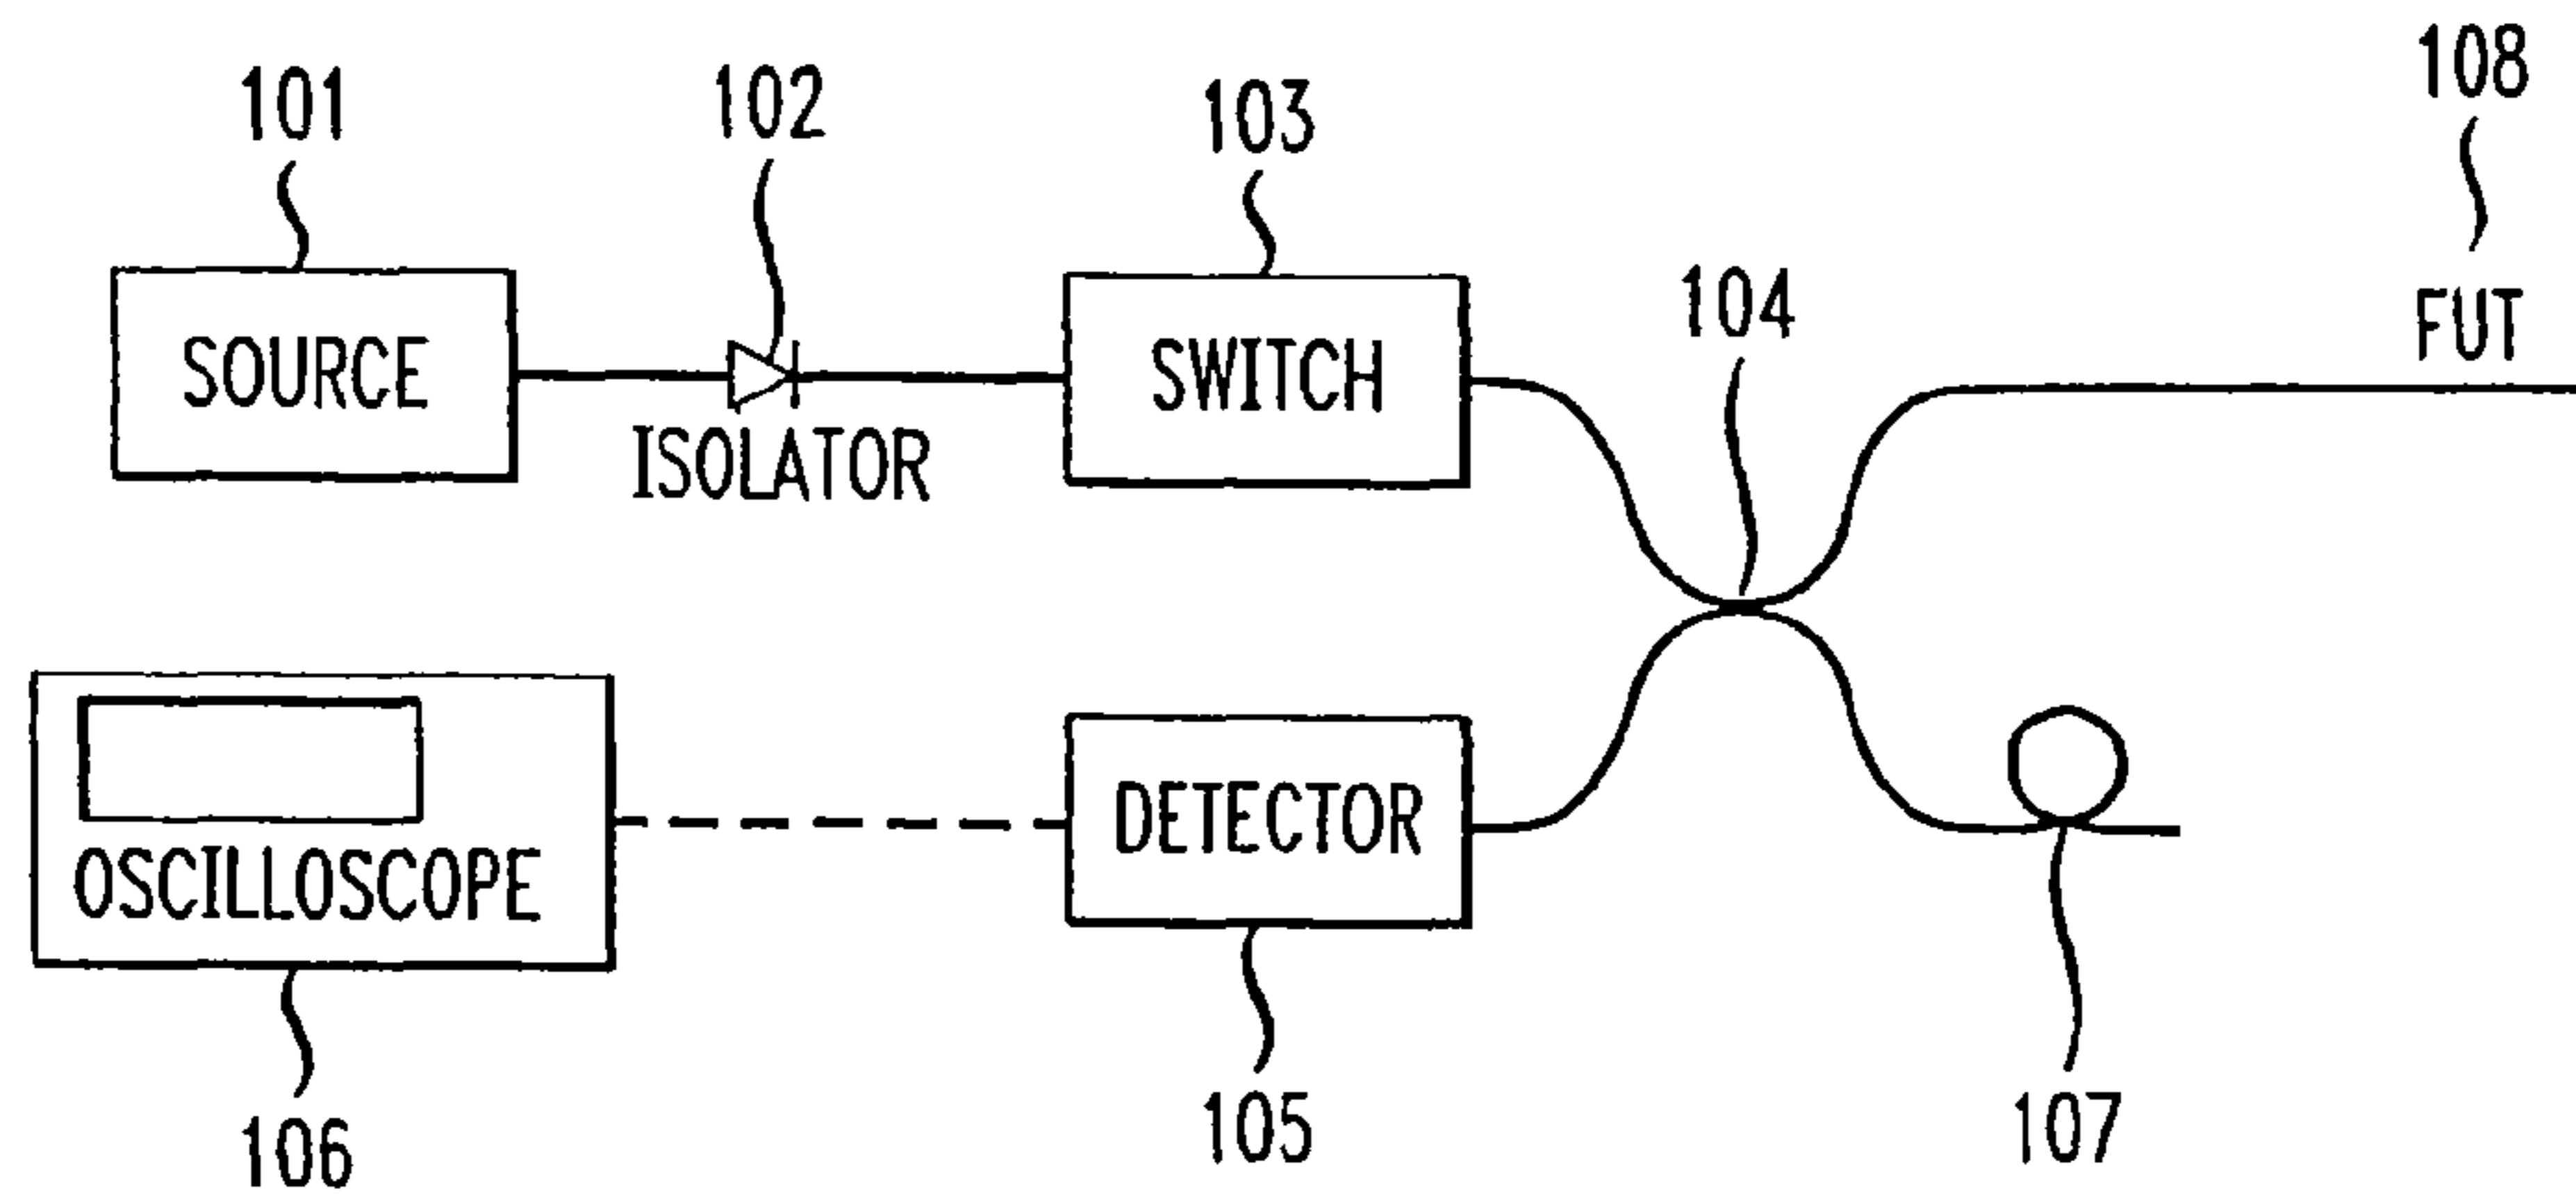 101
102
103
104
108
SOURCE
ISOLATOR
SWITCH
FUT
OSCILLOSCOPE
DETECTOR
106
105
107